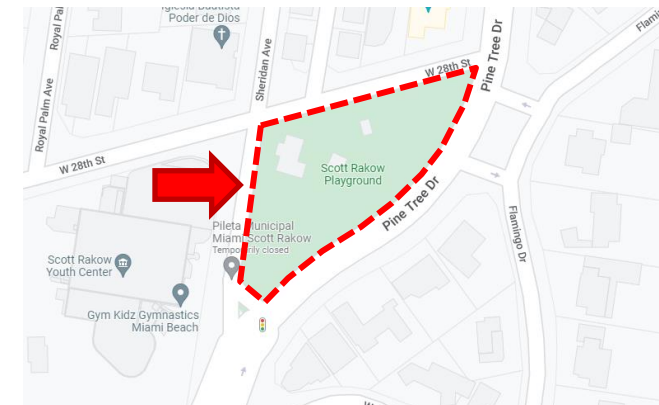 Iglesia Bautista
Poder de Dios
Royal Palm Ave
Sheridan Ave
W 28th St
Pine Tree Dr
W 28th St
Scott Rakow
Playground
Pine Tree Dr
Flamingo Dr
Pileta Municipal
Miami Scott Rakow
Temporarily closed
Scott Rakow
Youth Center
Gym Kidz Gymnastics
Miami Beach